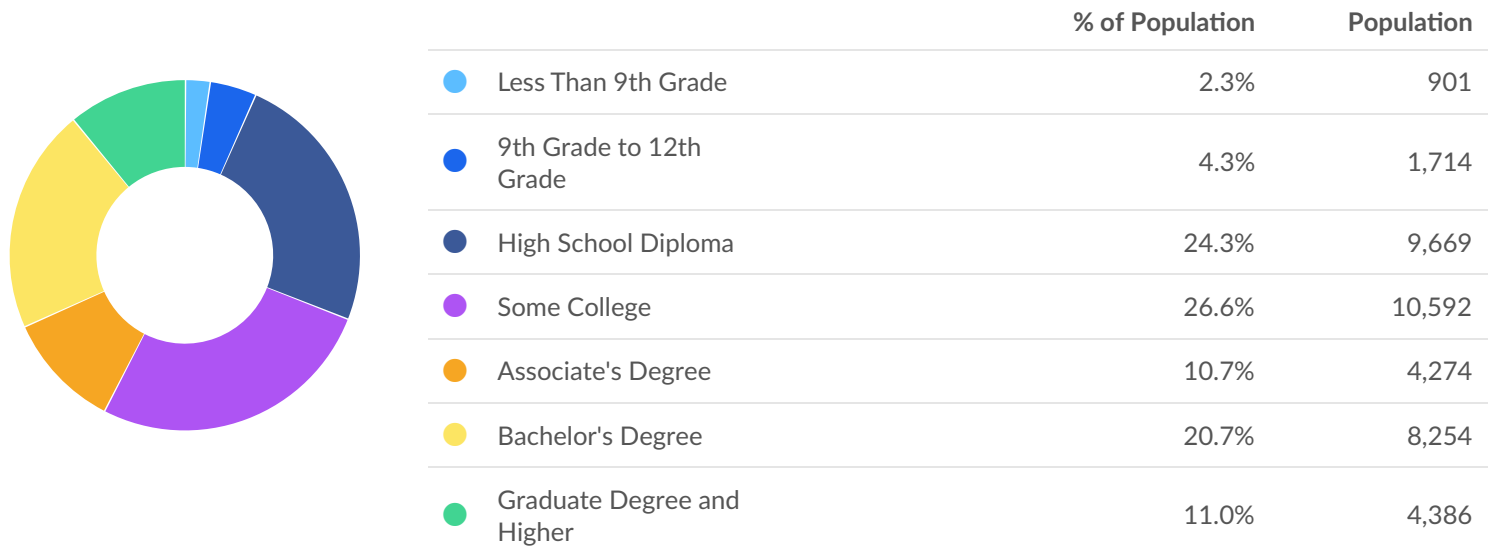 % of Population Population
Less Than 9th Grade 2.3% 901
9th Grade to 12th
Grade 4.3% 1,714
High School Diploma 24.3% 9,669
Some College 26.6% 10,592
Associate's Degree 10.7% 4,274
Bachelor's Degree 20.7% 8,254
Graduate Degree and
Higher 11.0% 4,386